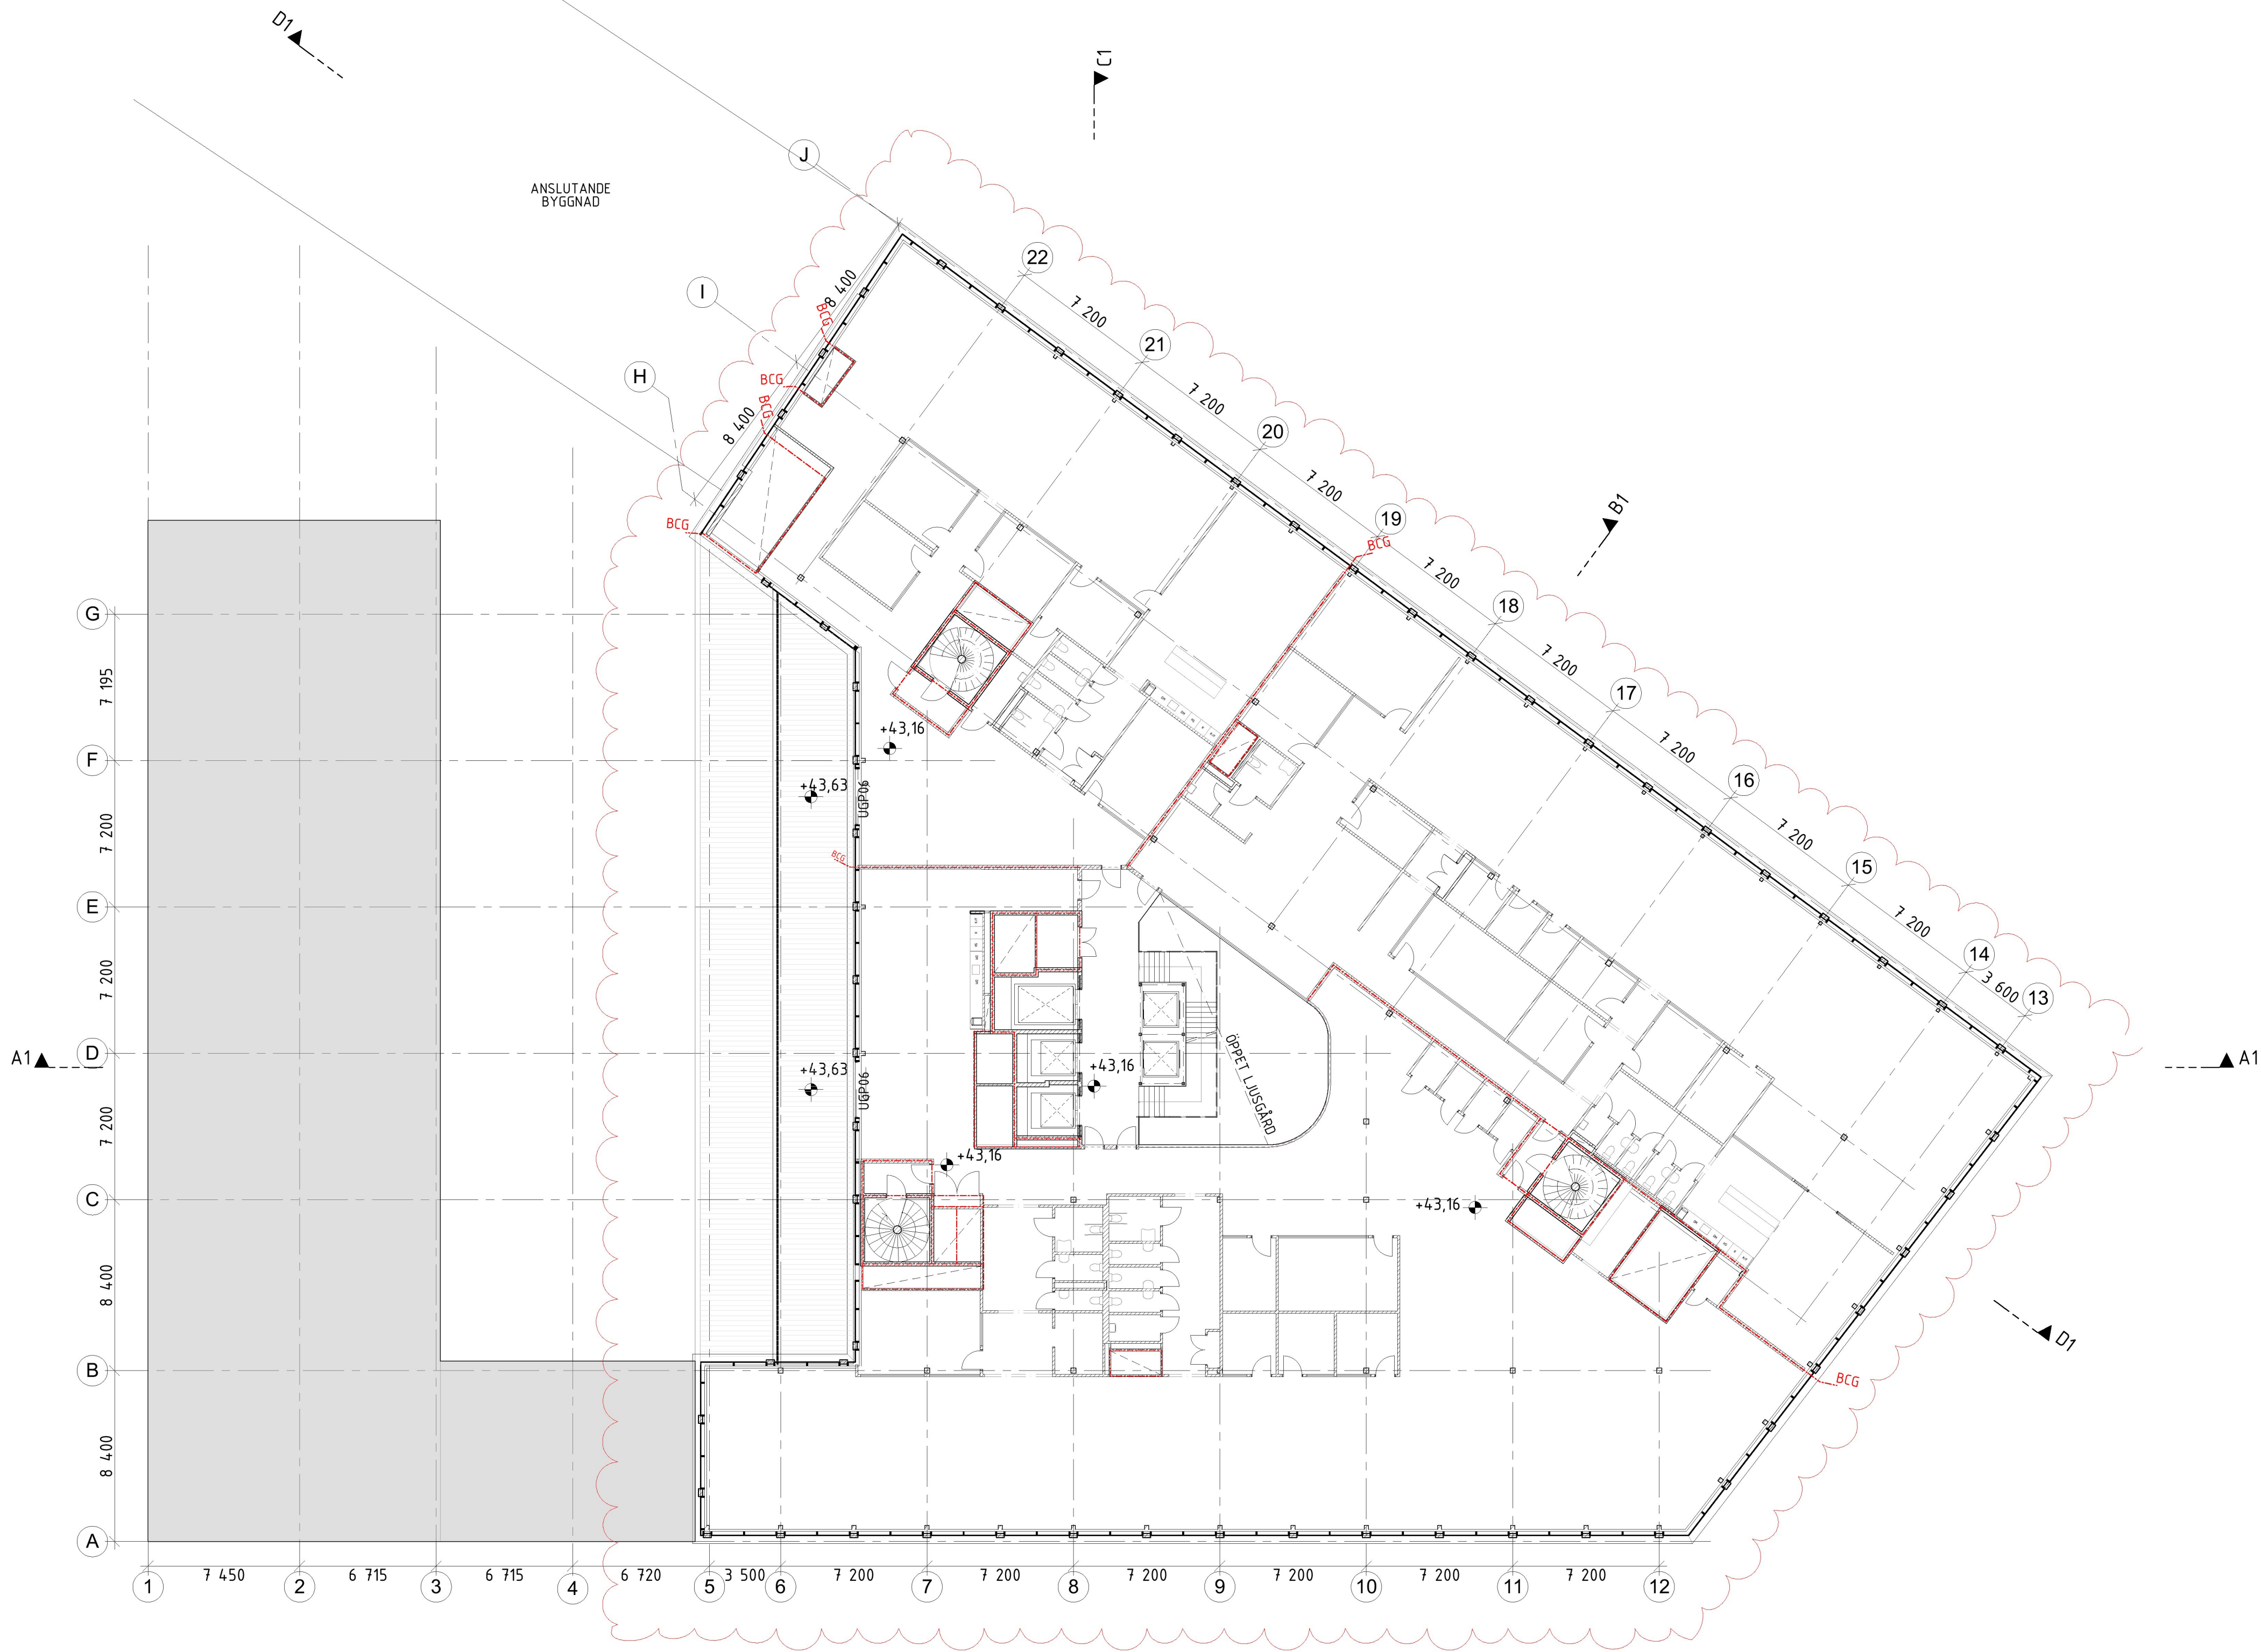 D1
C1
J
ANSLUTANDE
BYGGNAD
22
8 400
I
7 200
BCG
21
H
BCG
7 200
BCG
8 400
20
7 200
B1
19
BCG
BCG
7 200
18
G
7 200
7 195
17
+43,16
7 200
F
16
+43,63
UGP06
7 200
7 200
BCG
15
E
7 200
14
7 200
3 600
13
A1
D
ÖPPET LJUSGÅRD
+43,63
+43,16
A1
UGP06
7 200
+43,16
C
+43,16
8 400
D1
B
BCG
8 400
A
7 450
6 715
6 715
6 720
3 500
7 200
7 200
7 200
7 200
7 200
7 200
1
2
3
4
5
6
7
8
9
10
11
12